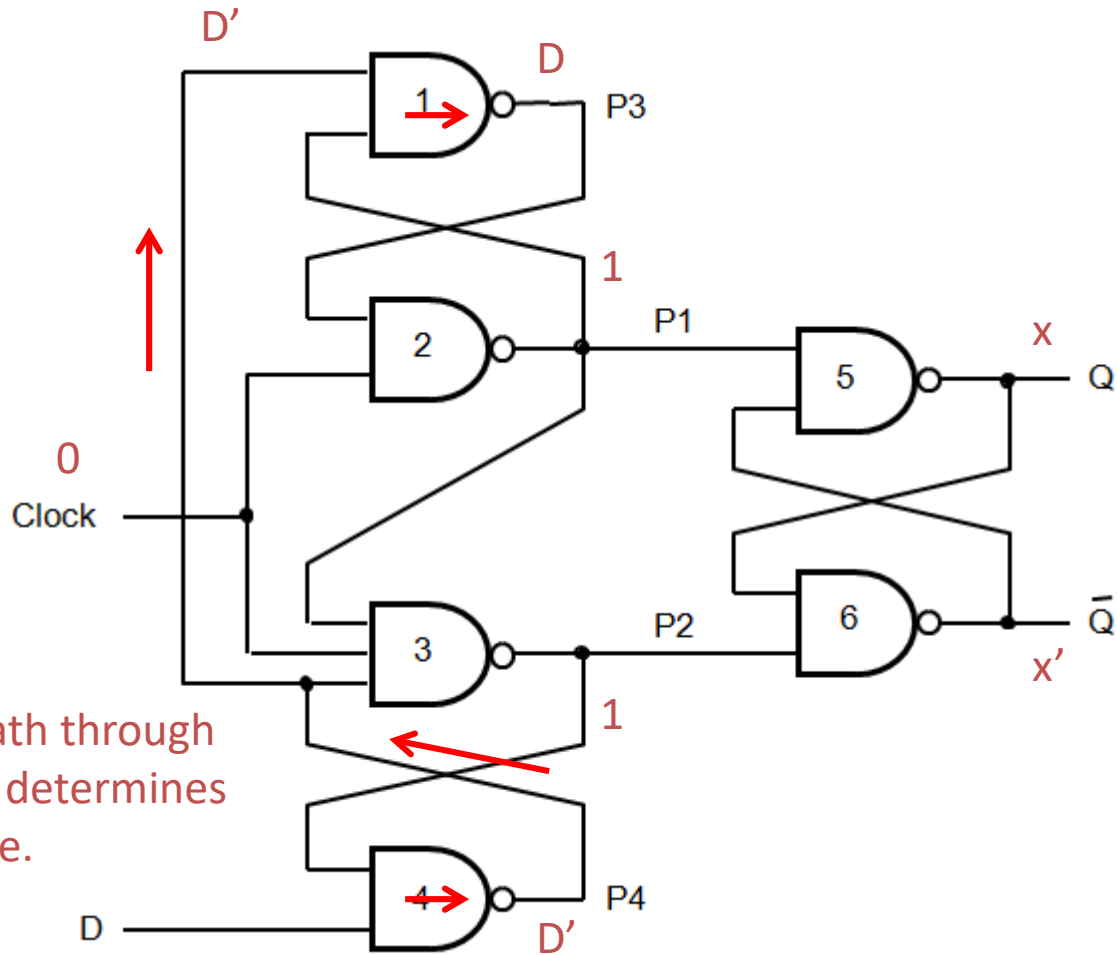 D’
D
1
P3
1
2
P1
x
5
Q
0
Clock
3
P2
6
Q̅
x’
1
ath through
determines
e.
4
P4
D
D’